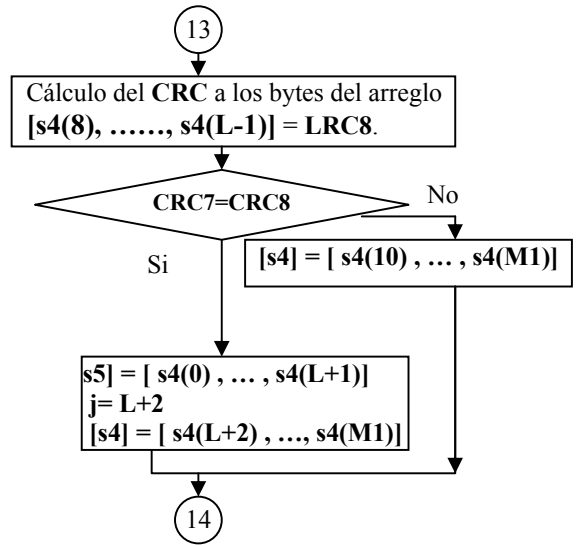 13
Cálculo del CRC a los bytes del arreglo
[s4(8), ……, s4(L-1)] = LRC8.
CRC7=CRC8
No
Si
[s4] = [ s4(10) , … , s4(M1)]
s5] = [ s4(0) , … , s4(L+1)]
j= L+2
[s4] = [ s4(L+2) , …, s4(M1)]
14